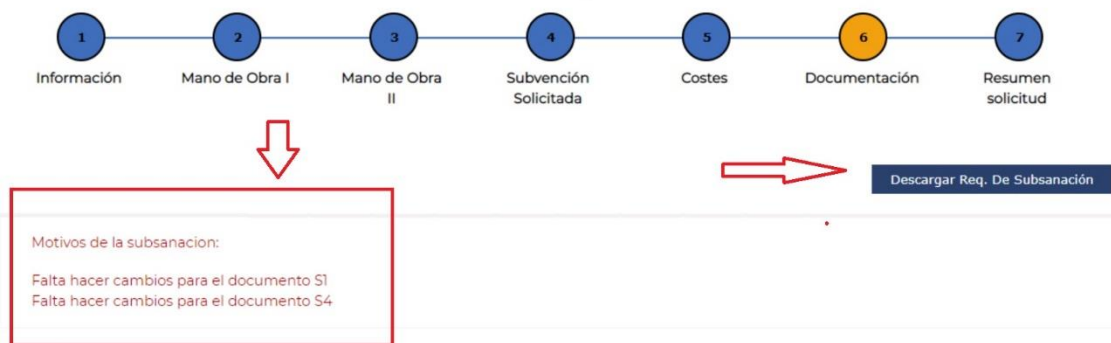 1
2
3
4
5
6
7
Información
Mano de Obra I
Mano de Obra
II
Subvención
Solicitada
Costes
Documentación
Resumen
solicitud
Descargar Req. De Subsanación
Motivos de la subsanacion:
Falta hacer cambios para el documento S1
Falta hacer cambios para el documento S4